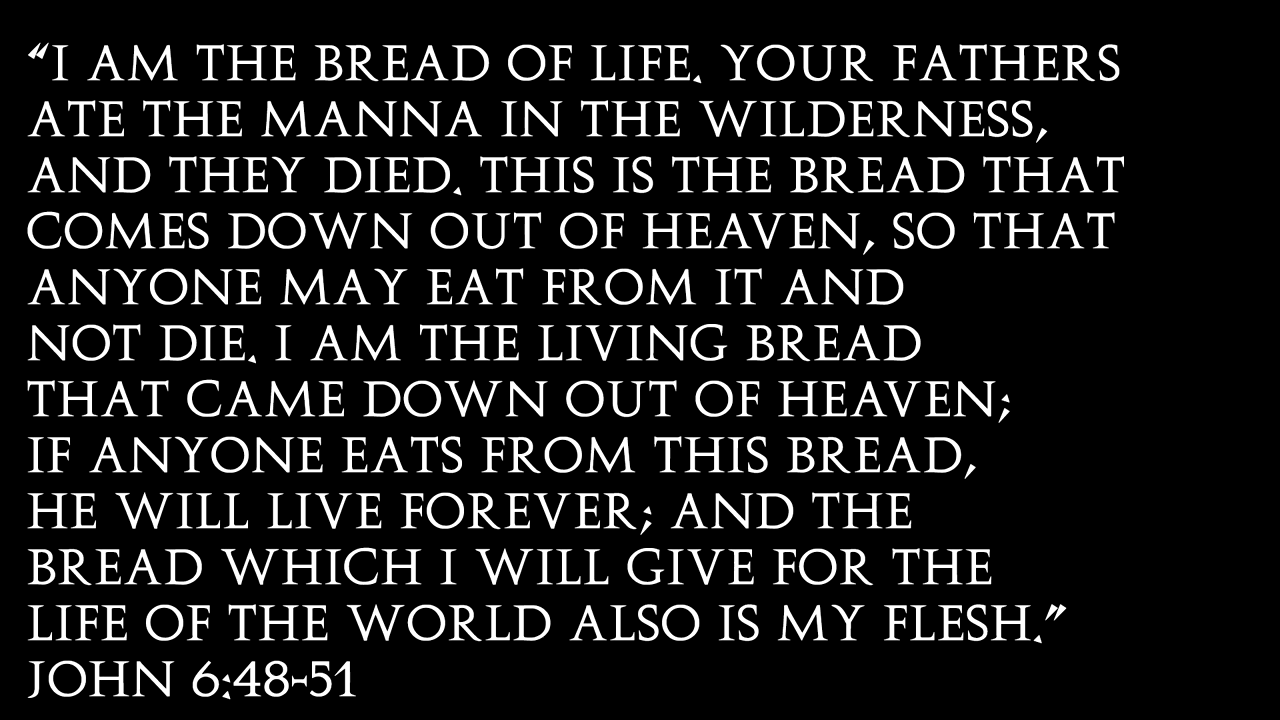 “I AM THE BREAD OF LIFE. YOUR FATHERS
ATE THE MANNA IN THE WILDERNESS,
AND THEY DIED. THIS IS THE BREAD THAT
COMES DOWN OUT OF HEAVEN, SO THAT
ANYONE MAY EAT FROM IT AND
NOT DIE. I AM THE LIVING BREAD
THAT CAME DOWN OUT OF HEAVEN;
IF ANYONE EATS FROM THIS BREAD,
HE WILL LIVE FOREVER; AND THE
BREAD WHICH I WILL GIVE FOR THE
LIFE OF THE WORLD ALSO IS MY FLESH.”
JOHN 6:48-51